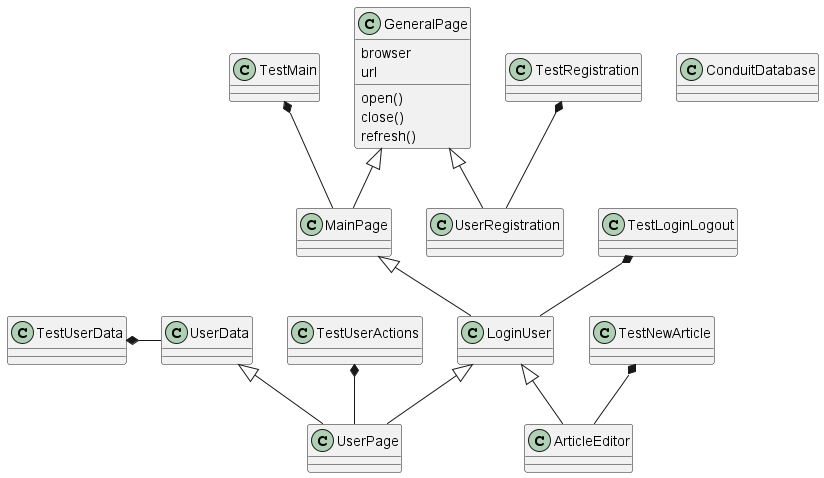 C GeneralPage
browser
url
open()
close()
refresh()
C TestMain
C TestRegistration
C ConduitDatabase
C MainPage
C UserRegistration
C TestLoginLogout
C TestUserData
C UserData
C TestUserActions
C LoginUser
C TestNewArticle
C UserPage
C ArticleEditor